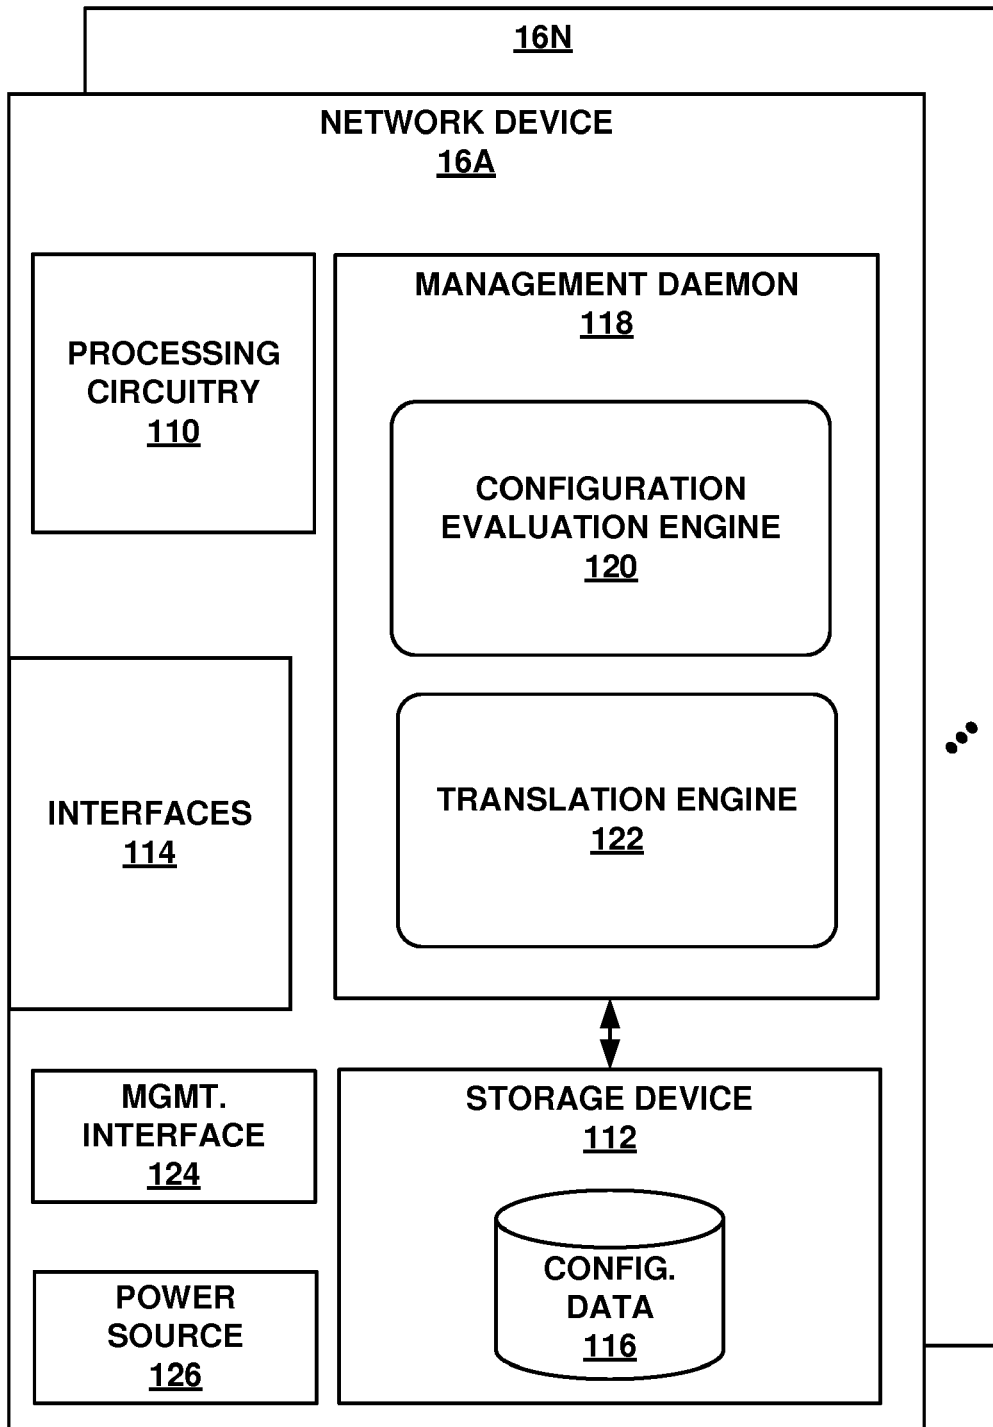 16N
NETWORK DEVICE
16A
PROCESSING
CIRCUITRY
110
MANAGEMENT DAEMON
118
CONFIGURATION
EVALUATION ENGINE
120
INTERFACES
114
TRANSLATION ENGINE
122
MGMT.
INTERFACE
124
STORAGE DEVICE
112
CONFIG.
DATA
116
POWER
SOURCE
126